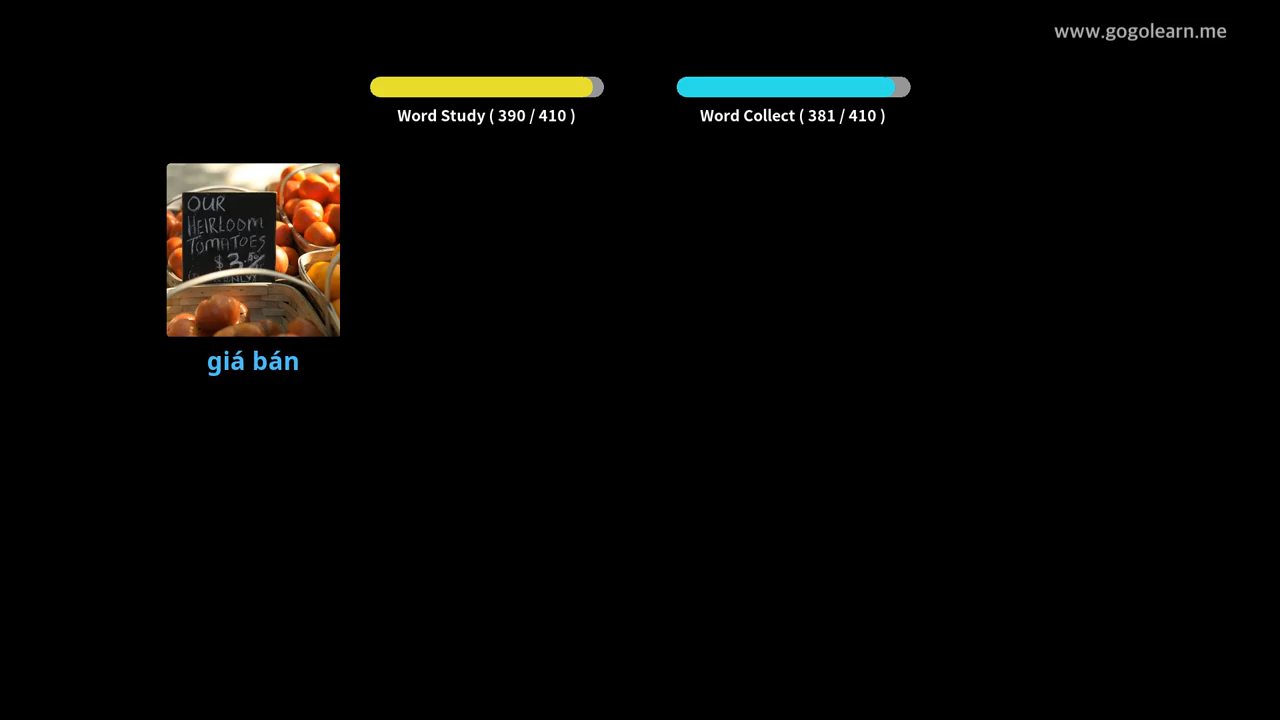 www.gogolearn.me
Word Study ( 390 / 410 )
Word Collect ( 381 / 410 )
OUR
HEIRLOOM
TOMATOES
giá bán